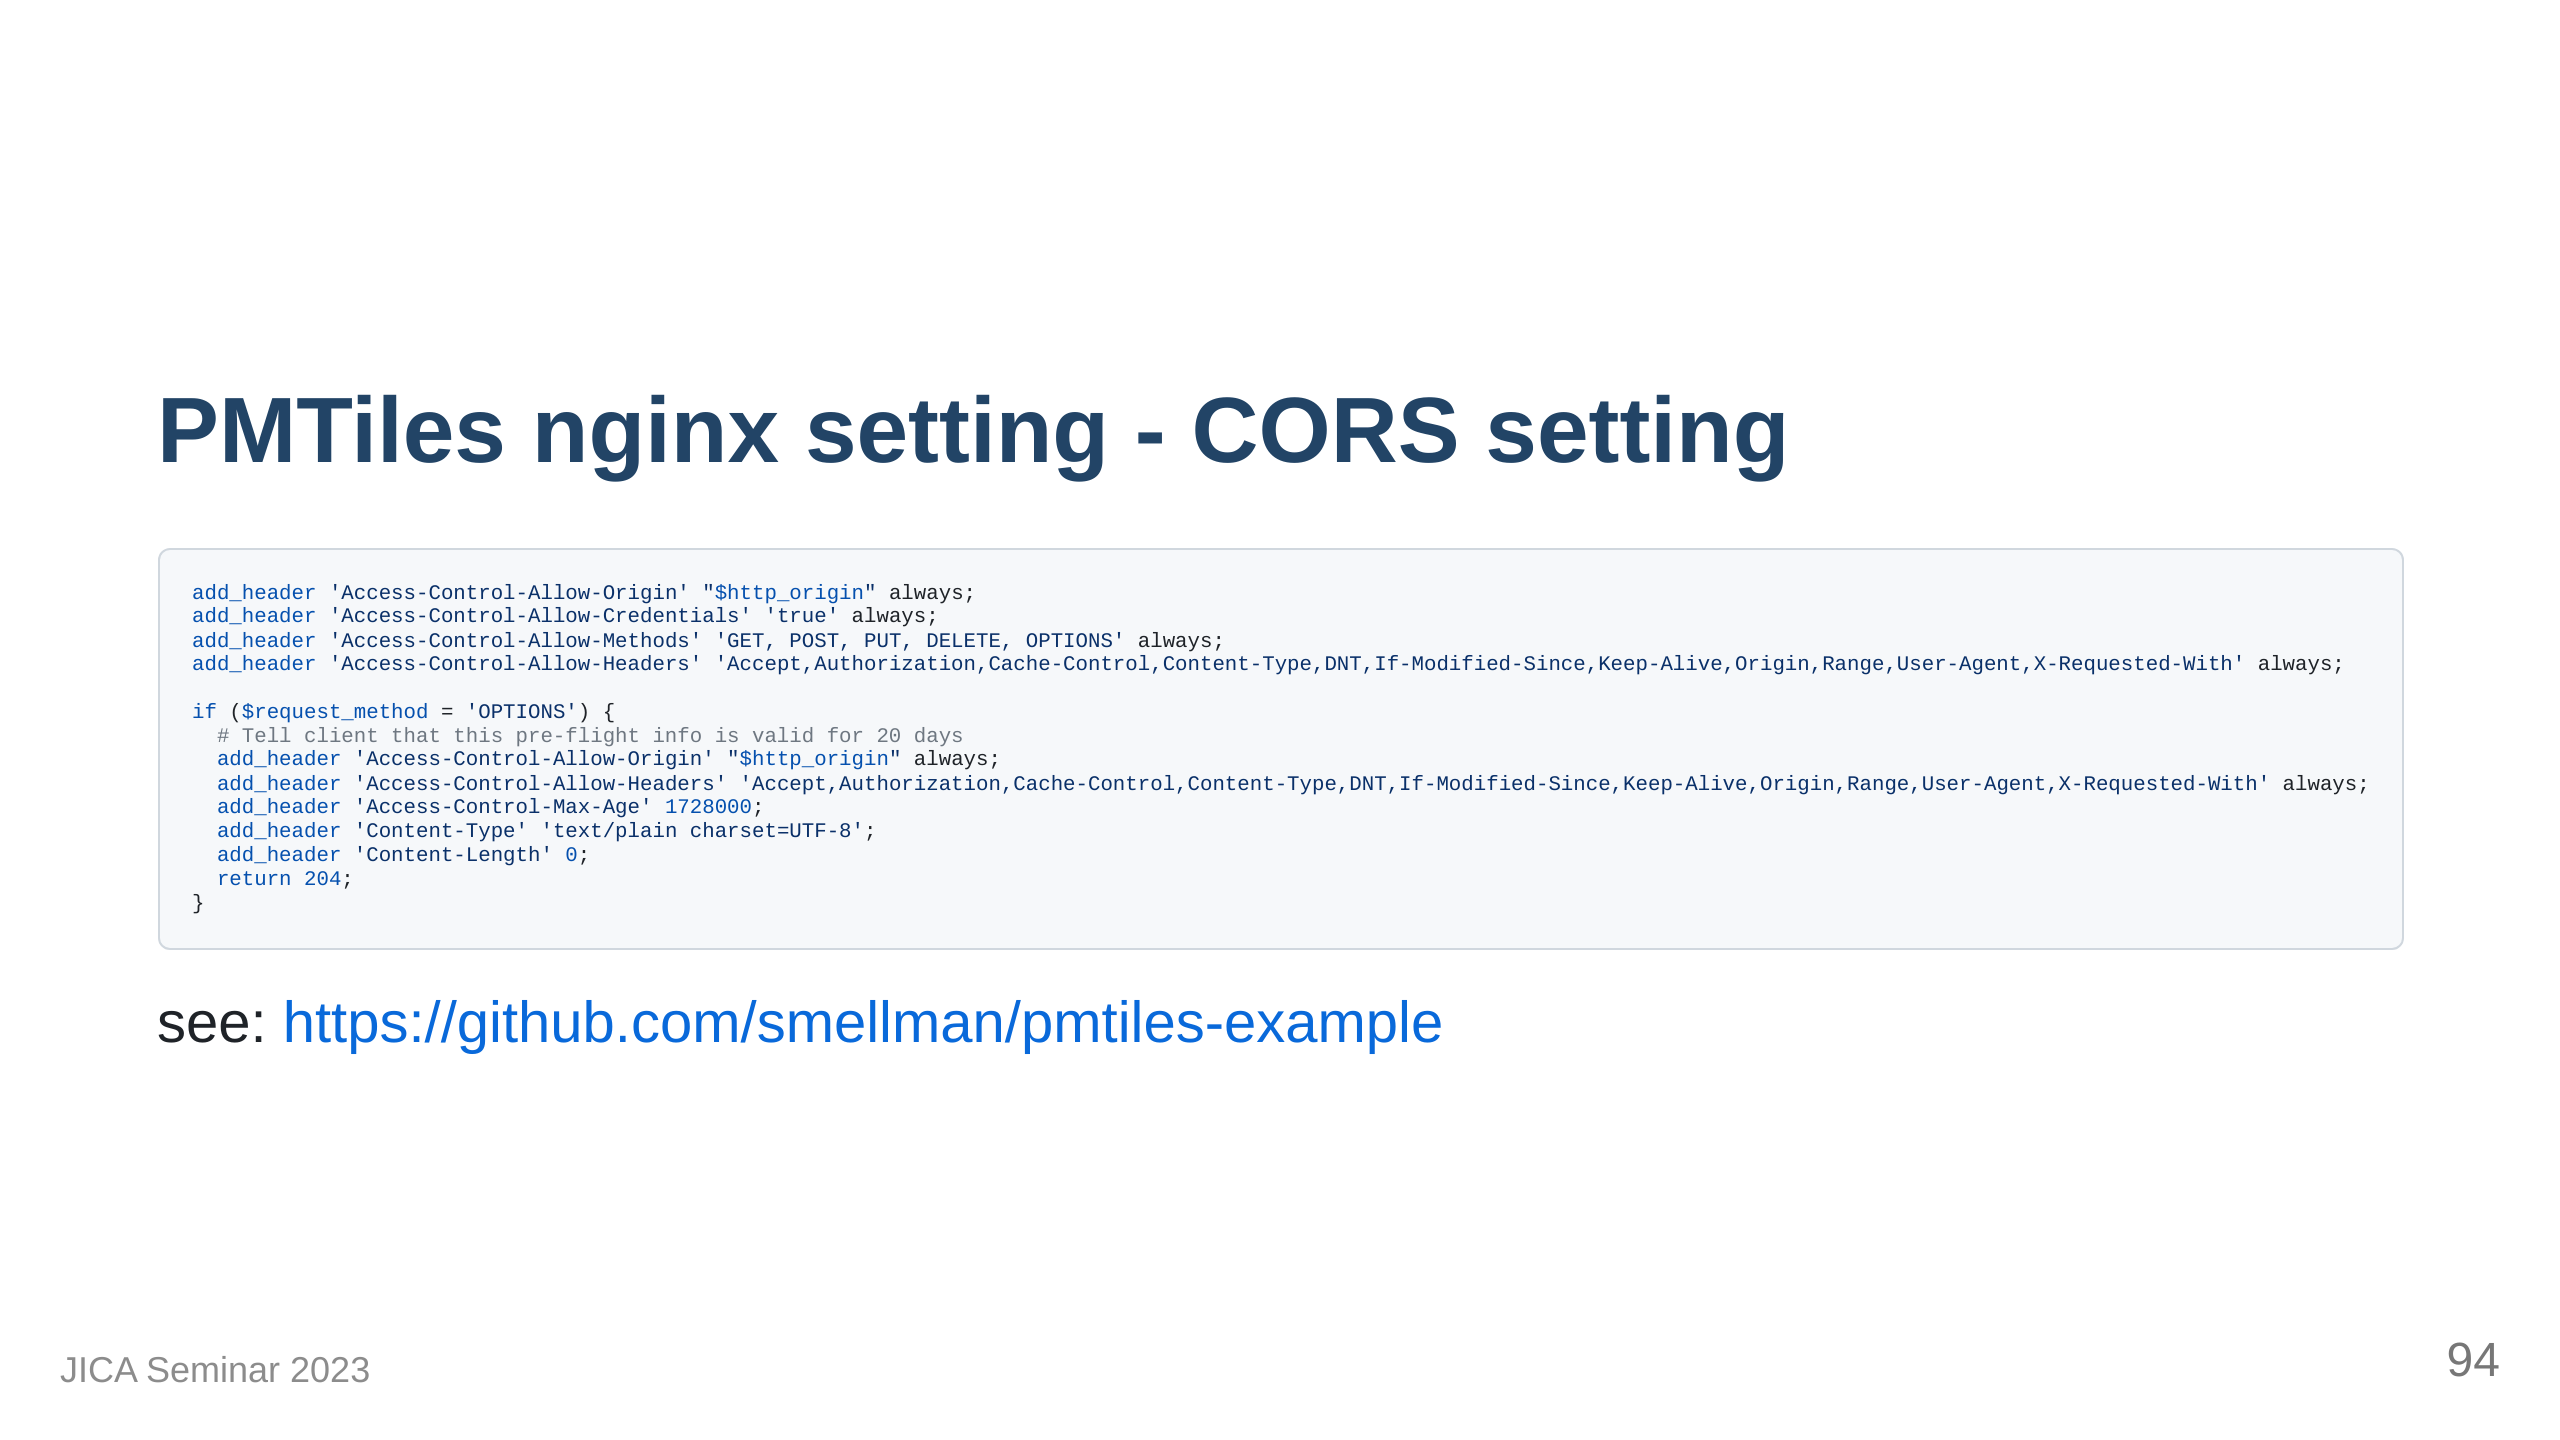 PMTiles nginx setting - CORS setting
add_header 'Access-Control-Allow-Origin' "$http_origin" always;
add_header 'Access-Control-Allow-Credentials' 'true' always;
add_header 'Access-Control-Allow-Methods' 'GET, POST, PUT, DELETE, OPTIONS' always;
add_header 'Access-Control-Allow-Headers' 'Accept,Authorization,Cache-Control,Content-Type,DNT,If-Modified-Since,Keep-Alive,Origin,Range,User-Agent,X-Requested-With' always;
if ($request_method = 'OPTIONS') {
  # Tell client that this pre-flight info is valid for 20 days
  add_header 'Access-Control-Allow-Origin' "$http_origin" always;
  add_header 'Access-Control-Allow-Headers' 'Accept,Authorization,Cache-Control,Content-Type,DNT,If-Modified-Since,Keep-Alive,Origin,Range,User-Agent,X-Requested-With' always;
  add_header 'Access-Control-Max-Age' 1728000;
  add_header 'Content-Type' 'text/plain charset=UTF-8';
  add_header 'Content-Length' 0;
  return 204;
}
see: https://github.com/smellman/pmtiles-example
JICA Seminar 2023
94